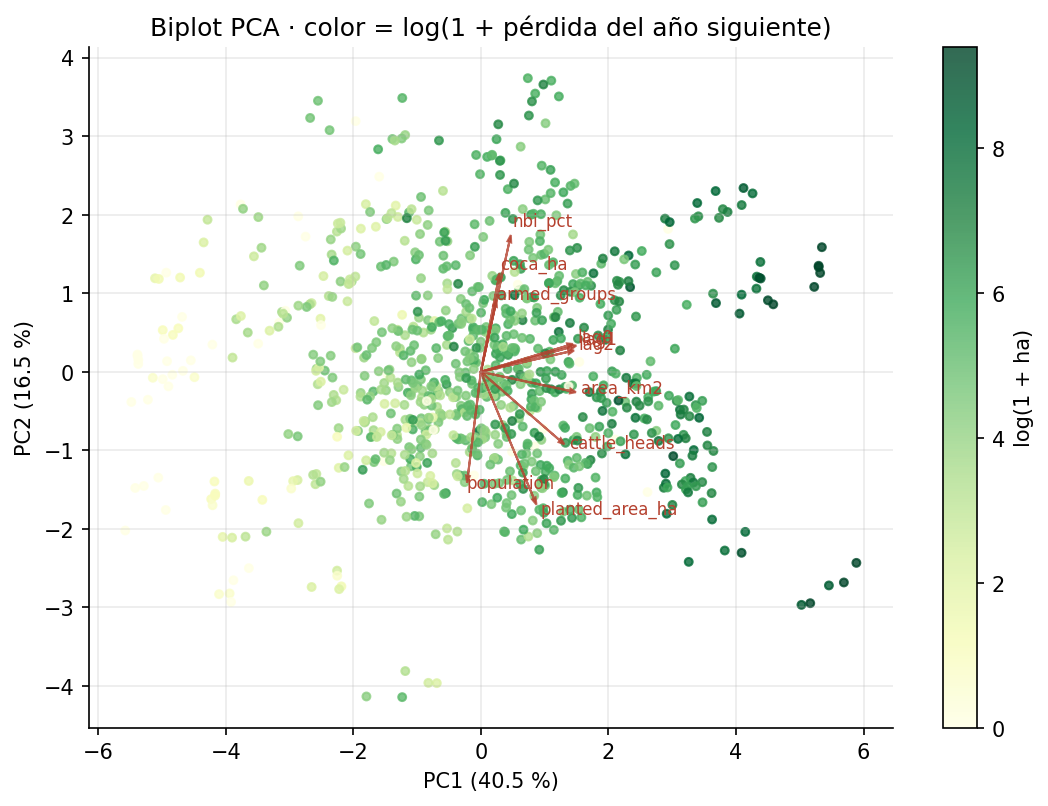 Biplot PCA · color = log(1 + pérdida del año siguiente)
4
3
2
1
0
−1
−2
−3
−4
PC2 (16.5 %)
nbi_pct
coca_ha
armed_groups
lag2
area_km2
cattle_heads
population
planted_area_ha
−6
−4
−2
0
2
4
6
PC1 (40.5 %)
8
6
4
2
0
log(1 + ha)